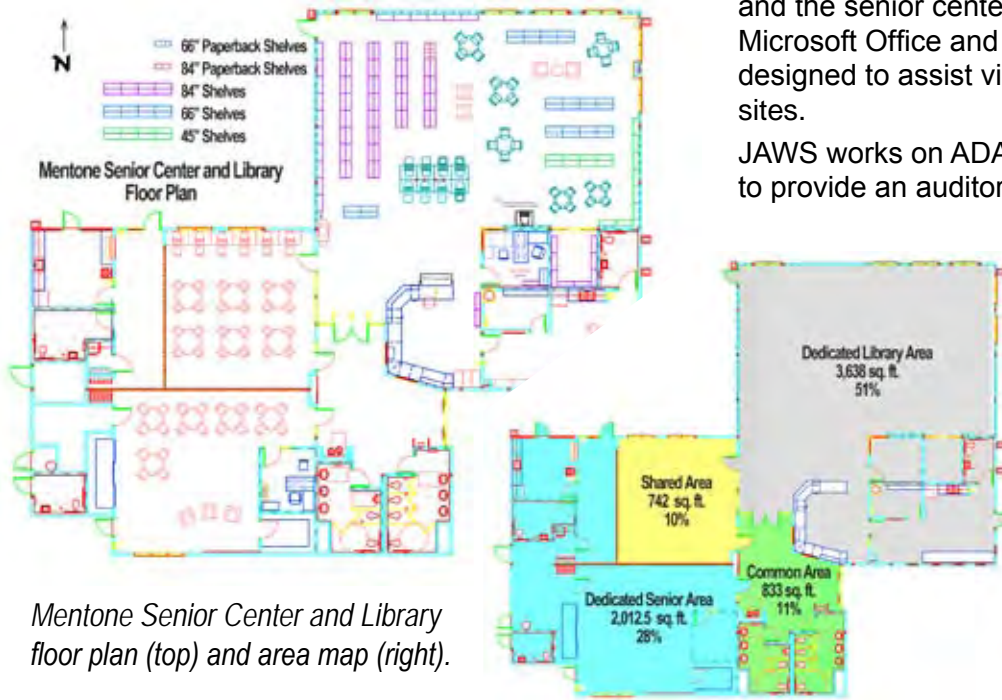 N
66" Paperback Shelves
84" Paperback Shelves
84" Shelves
66" Shelves
45" Shelves
Mentone Senior Center and Library
Floor Plan
and the senior cente
Microsoft Office and
designed to assist vi
sites.
JAWS works on ADA
to provide an auditor
Dedicated Library Area
3,638 sq. ft.
51%
Shared Area
742 sq. ft.
10%
Common Area
833 sq. ft.
11%
Dedicated Senior Area
2,012.5 sq. ft.
28%
Mentone Senior Center and Library
floor plan (top) and area map (right).